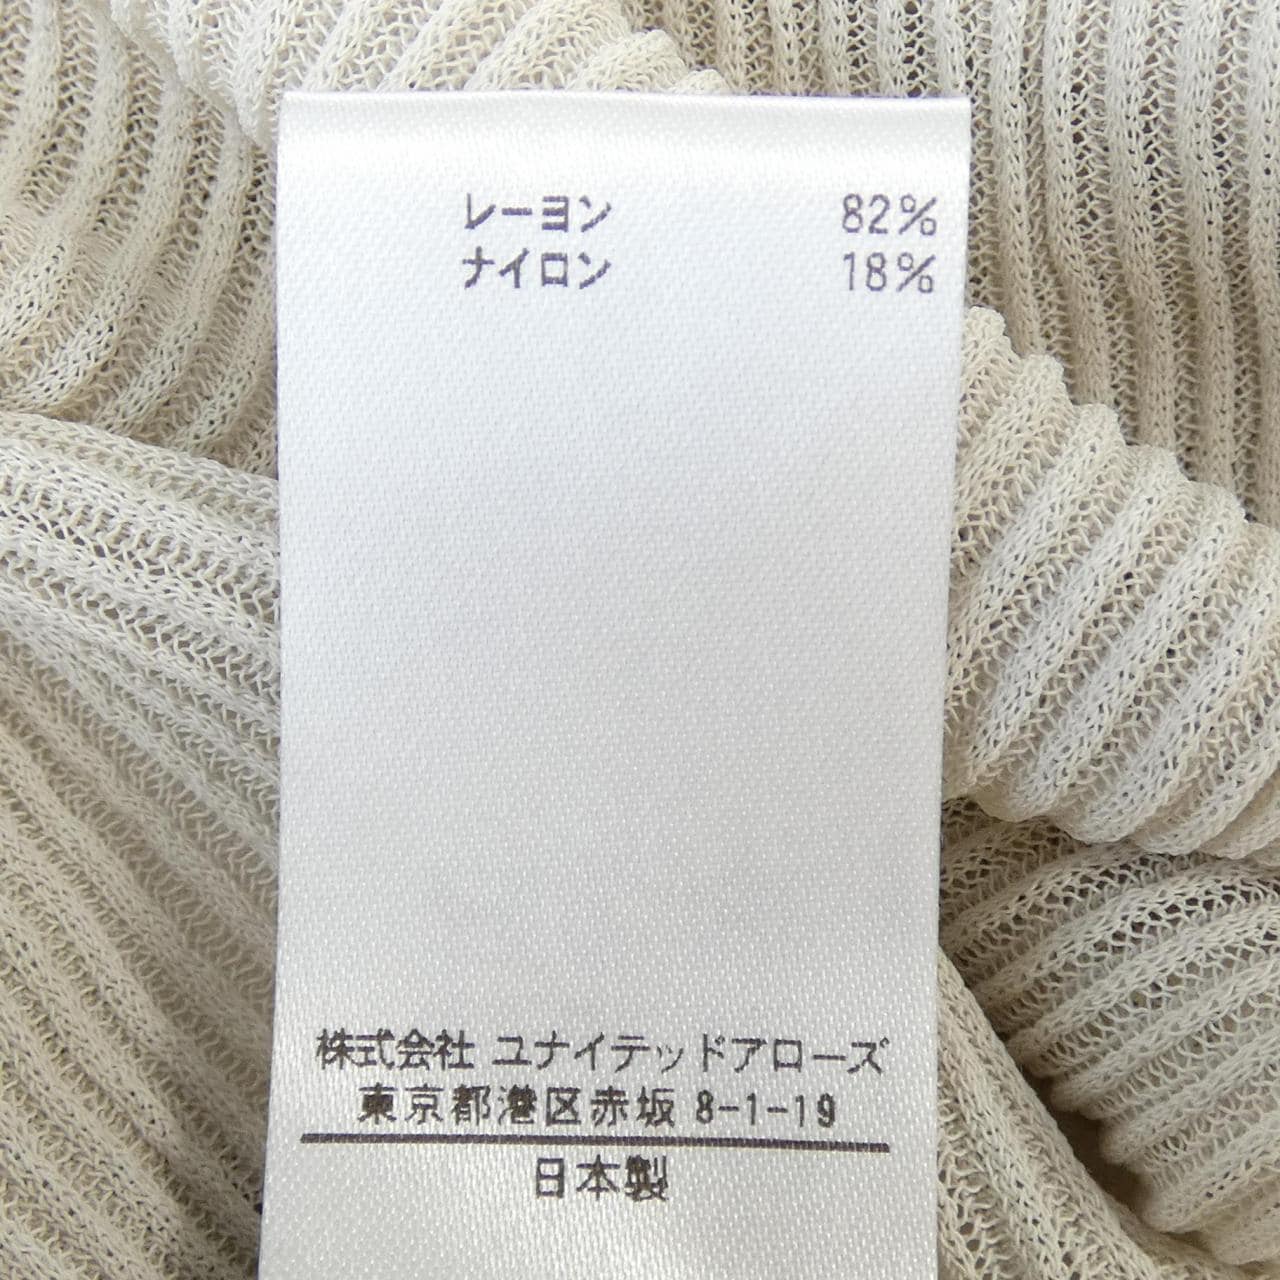 レーヨン 82%
ナイロン 18%
株式会社 ユナイテッドアローズ
東京都港区赤坂 8-1-19
日本製